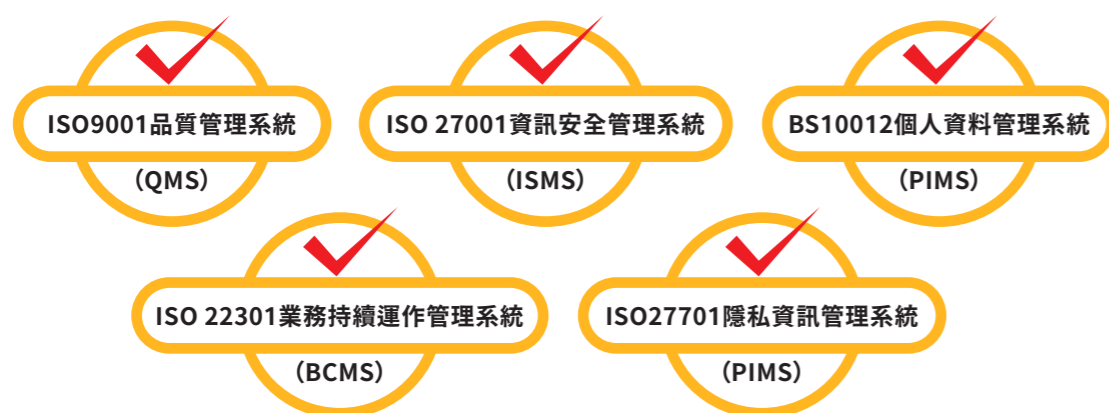 ISO9001品質管理系統
（QMS）
ISO 27001資訊安全管理系統
（ISMS）
BS10012個人資料管理系統
（PIMS）
ISO 22301業務持續運作管理系統
（BCMS）
ISO27701隱私資訊管理系統
（PIMS）